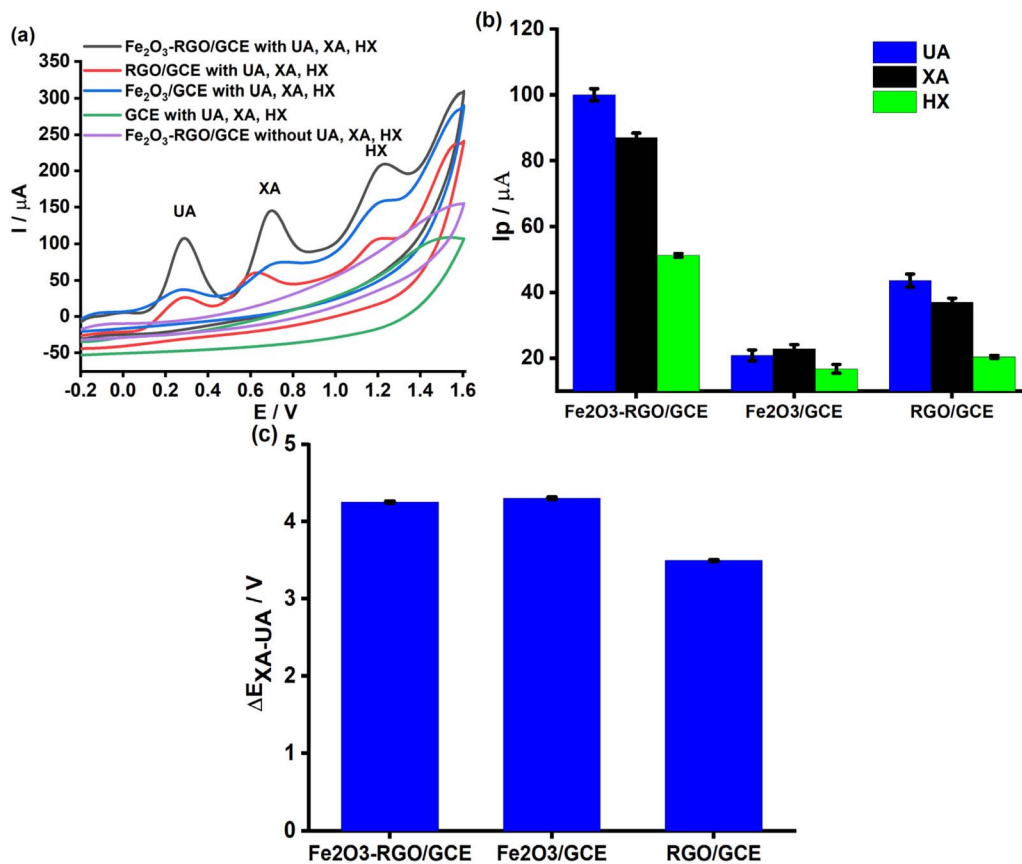 (a)
Fe₂O₃-RGO/GCE with UA, XA, HX
RGO/GCE with UA, XA, HX
Fe₂O₃/GCE with UA, XA, HX
GCE with UA, XA, HX
Fe₂O₃-RGO/GCE without UA, XA, HX
HX
XA
UA
350
300
250
200
150
100
50
0
-50
I / µA
-0.2 0.0 0.2 0.4 0.6 0.8 1.0 1.2 1.4 1.6
E / V
(b)
UA
XA
HX
120
100
80
60
40
20
Ip / µA
Fe2O3-RGO/GCE Fe2O3/GCE RGO/GCE
(c)
5
4
3
2
1
0
ΔE_XA-UA / V
Fe2O3-RGO/GCE Fe2O3/GCE RGO/GCE